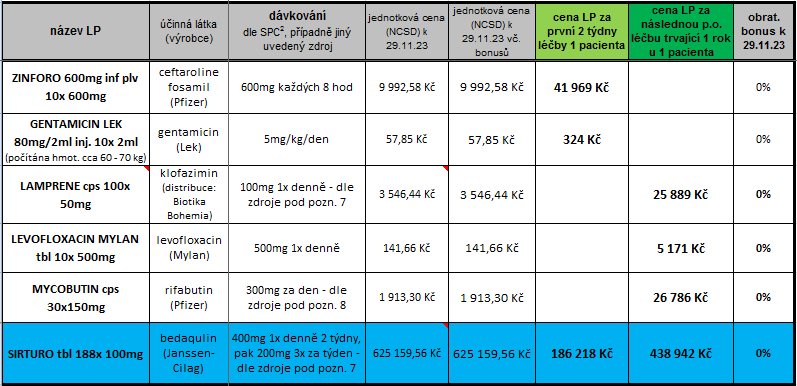 název LP
účinná látka
(výrobce)
dávkování
dle SPC², případně jiný
uvedený zdroj
jednotková cena
(NCSD) k
29.11.23
jednotková cena
(NCSD) k
29.11.23 vč.
bonusů
cena LP za
první 2 týdny
léčby 1 pacienta
cena LP za
následnou p.o.
léčbu trvající 1 rok
u 1 pacienta
obrat.
bonus k
29.11.23
ZINFORO 600mg inf plv
10x 600mg
ceftaroline
fosamil
(Pfizer)
600mg každých 8 hod
9 992,58 Kč
9 992,58 Kč
41 969 Kč
0%
GENTAMICIN LEK
80mg/2ml inj. 10x 2ml
(počítána hmot. cca 60 - 70 kg)
gentamicin
(Lek)
5mg/kg/den
57,85 Kč
57,85 Kč
324 Kč
0%
LAMPRENE cps 100x
50mg
klofazimin
(distribuce:
Biotika
Bohemia)
100mg 1x denně - dle
zdroje pod pozn. 7
3 546,44 Kč
3 546,44 Kč
25 889 Kč
0%
LEVOFLOXACIN MYLAN
tbl 10x 500mg
levofloxacin
(Mylan)
500mg 1x denně
141,66 Kč
141,66 Kč
5 171 Kč
0%
MYCOBUTIN cps
30x150mg
rifabutin
(Pfizer)
300mg za den - dle
zdroje pod pozn. 8
1 913,30 Kč
1 913,30 Kč
26 786 Kč
0%
SIRTURO tbl 188x 100mg
bedaqulin
(Janssen-
Cilag)
400mg 1x denně 2 týdny,
pak 200mg 3x za týden -
dle zdroje pod pozn. 7
625 159,56 Kč
625 159,56 Kč
186 218 Kč
438 942 Kč
0%